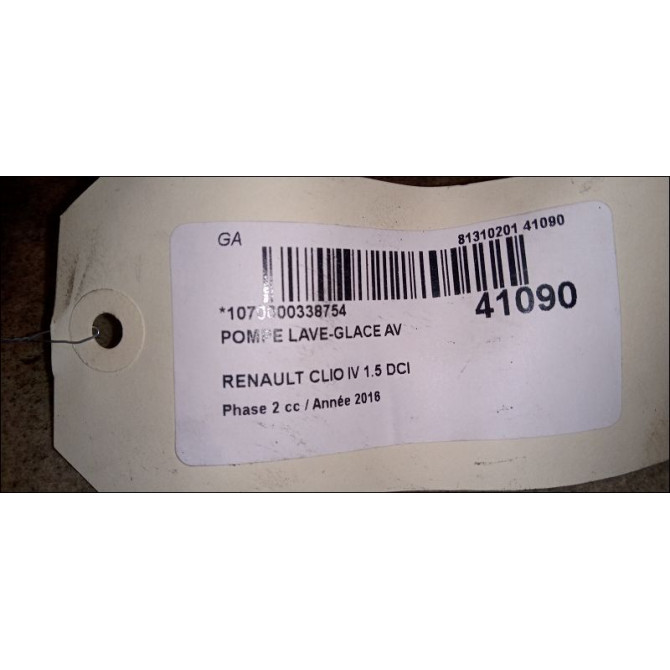 GA
81310201 41090
*1070000338754
41090
POMPE LAVE-GLACE AV
RENAULT CLIO IV 1.5 DCI
Phase 2 cc / Année 2016